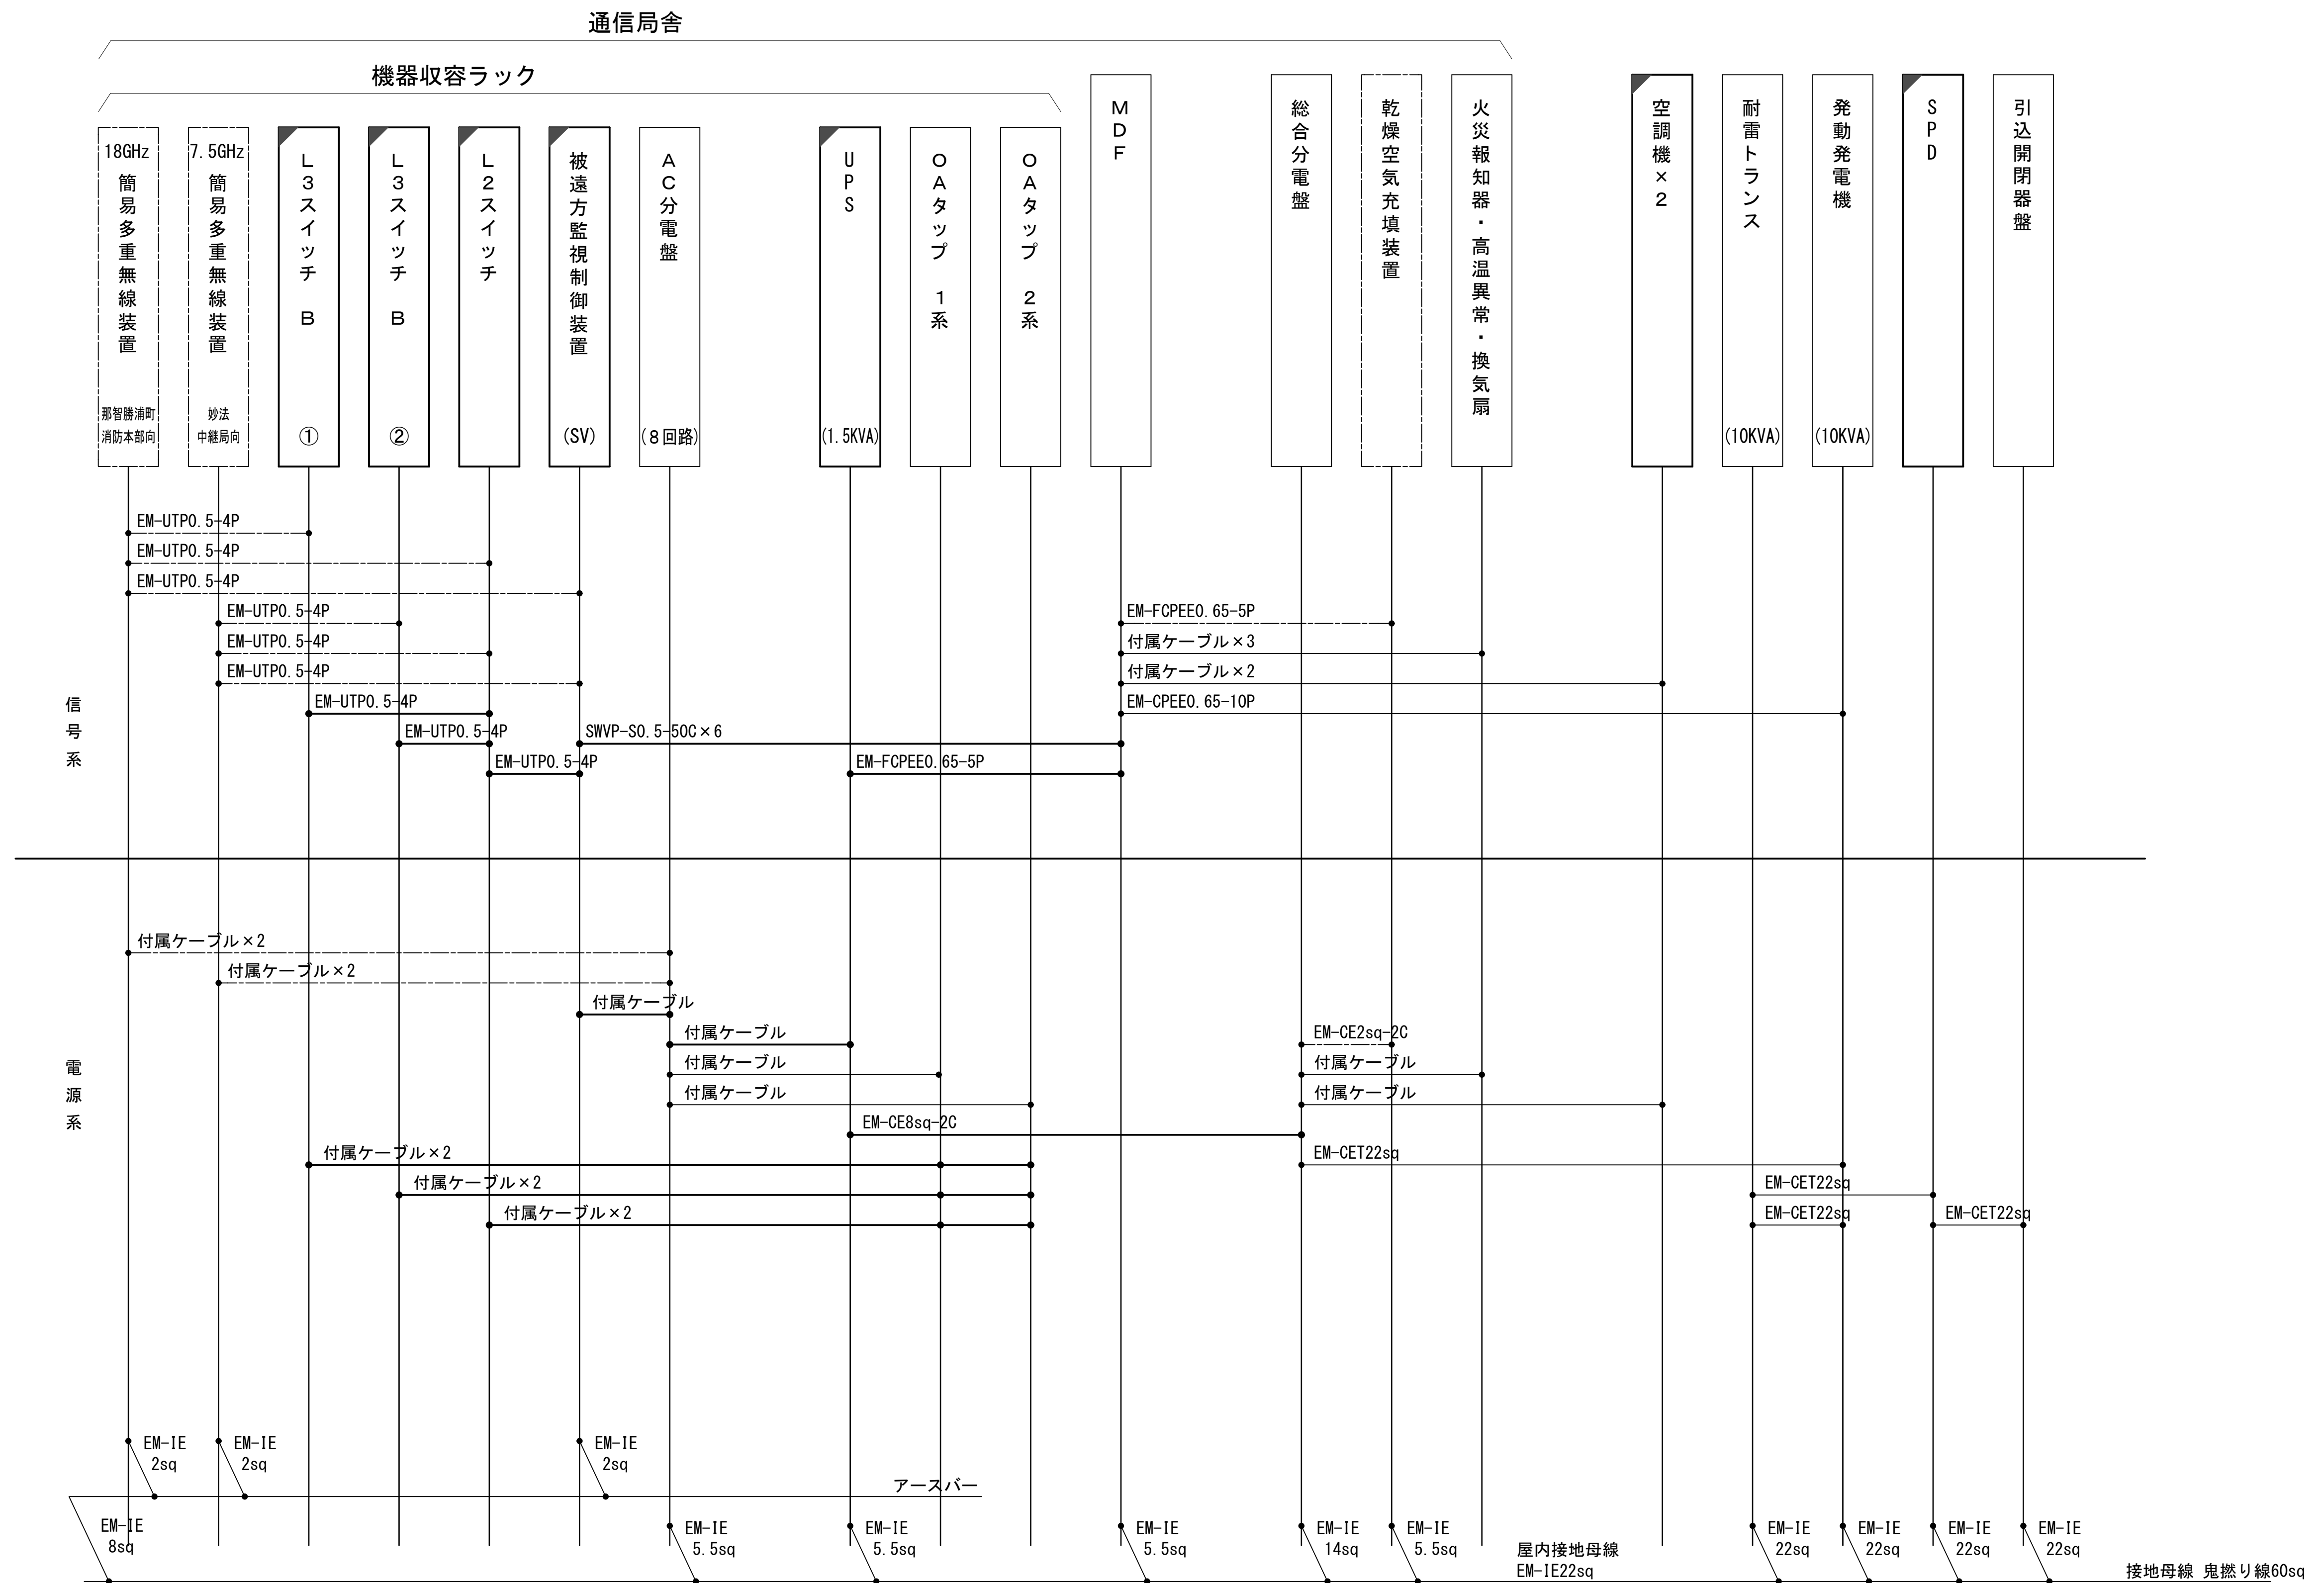 通信局舎
機器収容ラック
18GHz
簡易多重無線装置
那智勝浦町
消防本部向
7.5GHz
簡易多重無線装置
妙法
中継局向
L3スイッチ B
①
L3スイッチ B
②
L2スイッチ
被遠方監視制御装置
(SV)
AC分電盤
(8回路)
UPS
(1.5KVA)
OAタップ 1系
OAタップ 2系
MDF
総合分電盤
乾燥空気充填装置
火災報知器・高温異常・換気扇
空調機×2
耐雷トランス
(10KVA)
発動発電機
(10KVA)
SPD
引込開閉器盤
信号系
EM-UTP0.5-4P
EM-UTP0.5-4P
EM-UTP0.5-4P
EM-UTP0.5-4P
EM-FCPEE0.65-5P
EM-UTP0.5-4P
付属ケーブル×3
EM-UTP0.5-4P
付属ケーブル×2
EM-UTP0.5-4P
EM-CPEE0.65-10P
EM-UTP0.5-4P
SWVP-S0.5-50C×6
EM-UTP0.5-4P
EM-FCPEE0.65-5P
電源系
付属ケーブル×2
付属ケーブル×2
付属ケーブル
付属ケーブル
EM-CE2sq-2C
付属ケーブル
付属ケーブル
付属ケーブル
付属ケーブル
EM-CE8sq-2C
付属ケーブル×2
EM-CET22sq
付属ケーブル×2
EM-CET22sq
付属ケーブル×2
EM-CET22sq
EM-CET22sq
EM-IE
2sq
EM-IE
2sq
EM-IE
2sq
アースバー
EM-IE
8sq
EM-IE
5.5sq
EM-IE
5.5sq
EM-IE
5.5sq
EM-IE
14sq
EM-IE
5.5sq
屋内接地母線
EM-IE22sq
EM-IE
22sq
EM-IE
22sq
EM-IE
22sq
EM-IE
22sq
接地母線 鬼撚り線60sq